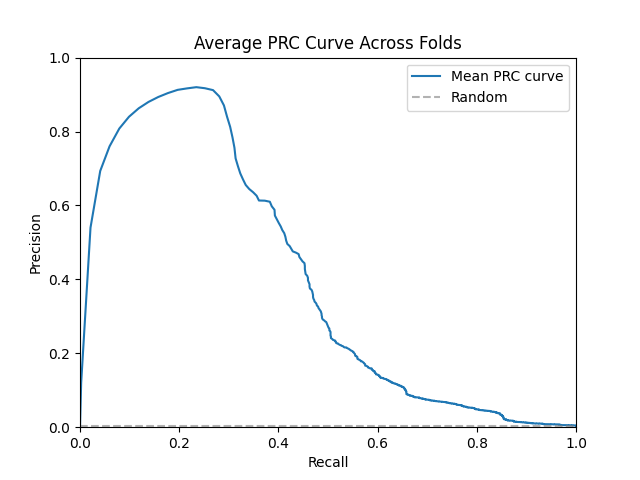 Average PRC Curve Across Folds
1.0
0.8
0.6
0.4
0.2
0.0
Precision
Mean PRC curve
Random
0.0 0.2 0.4 0.6 0.8 1.0
Recall